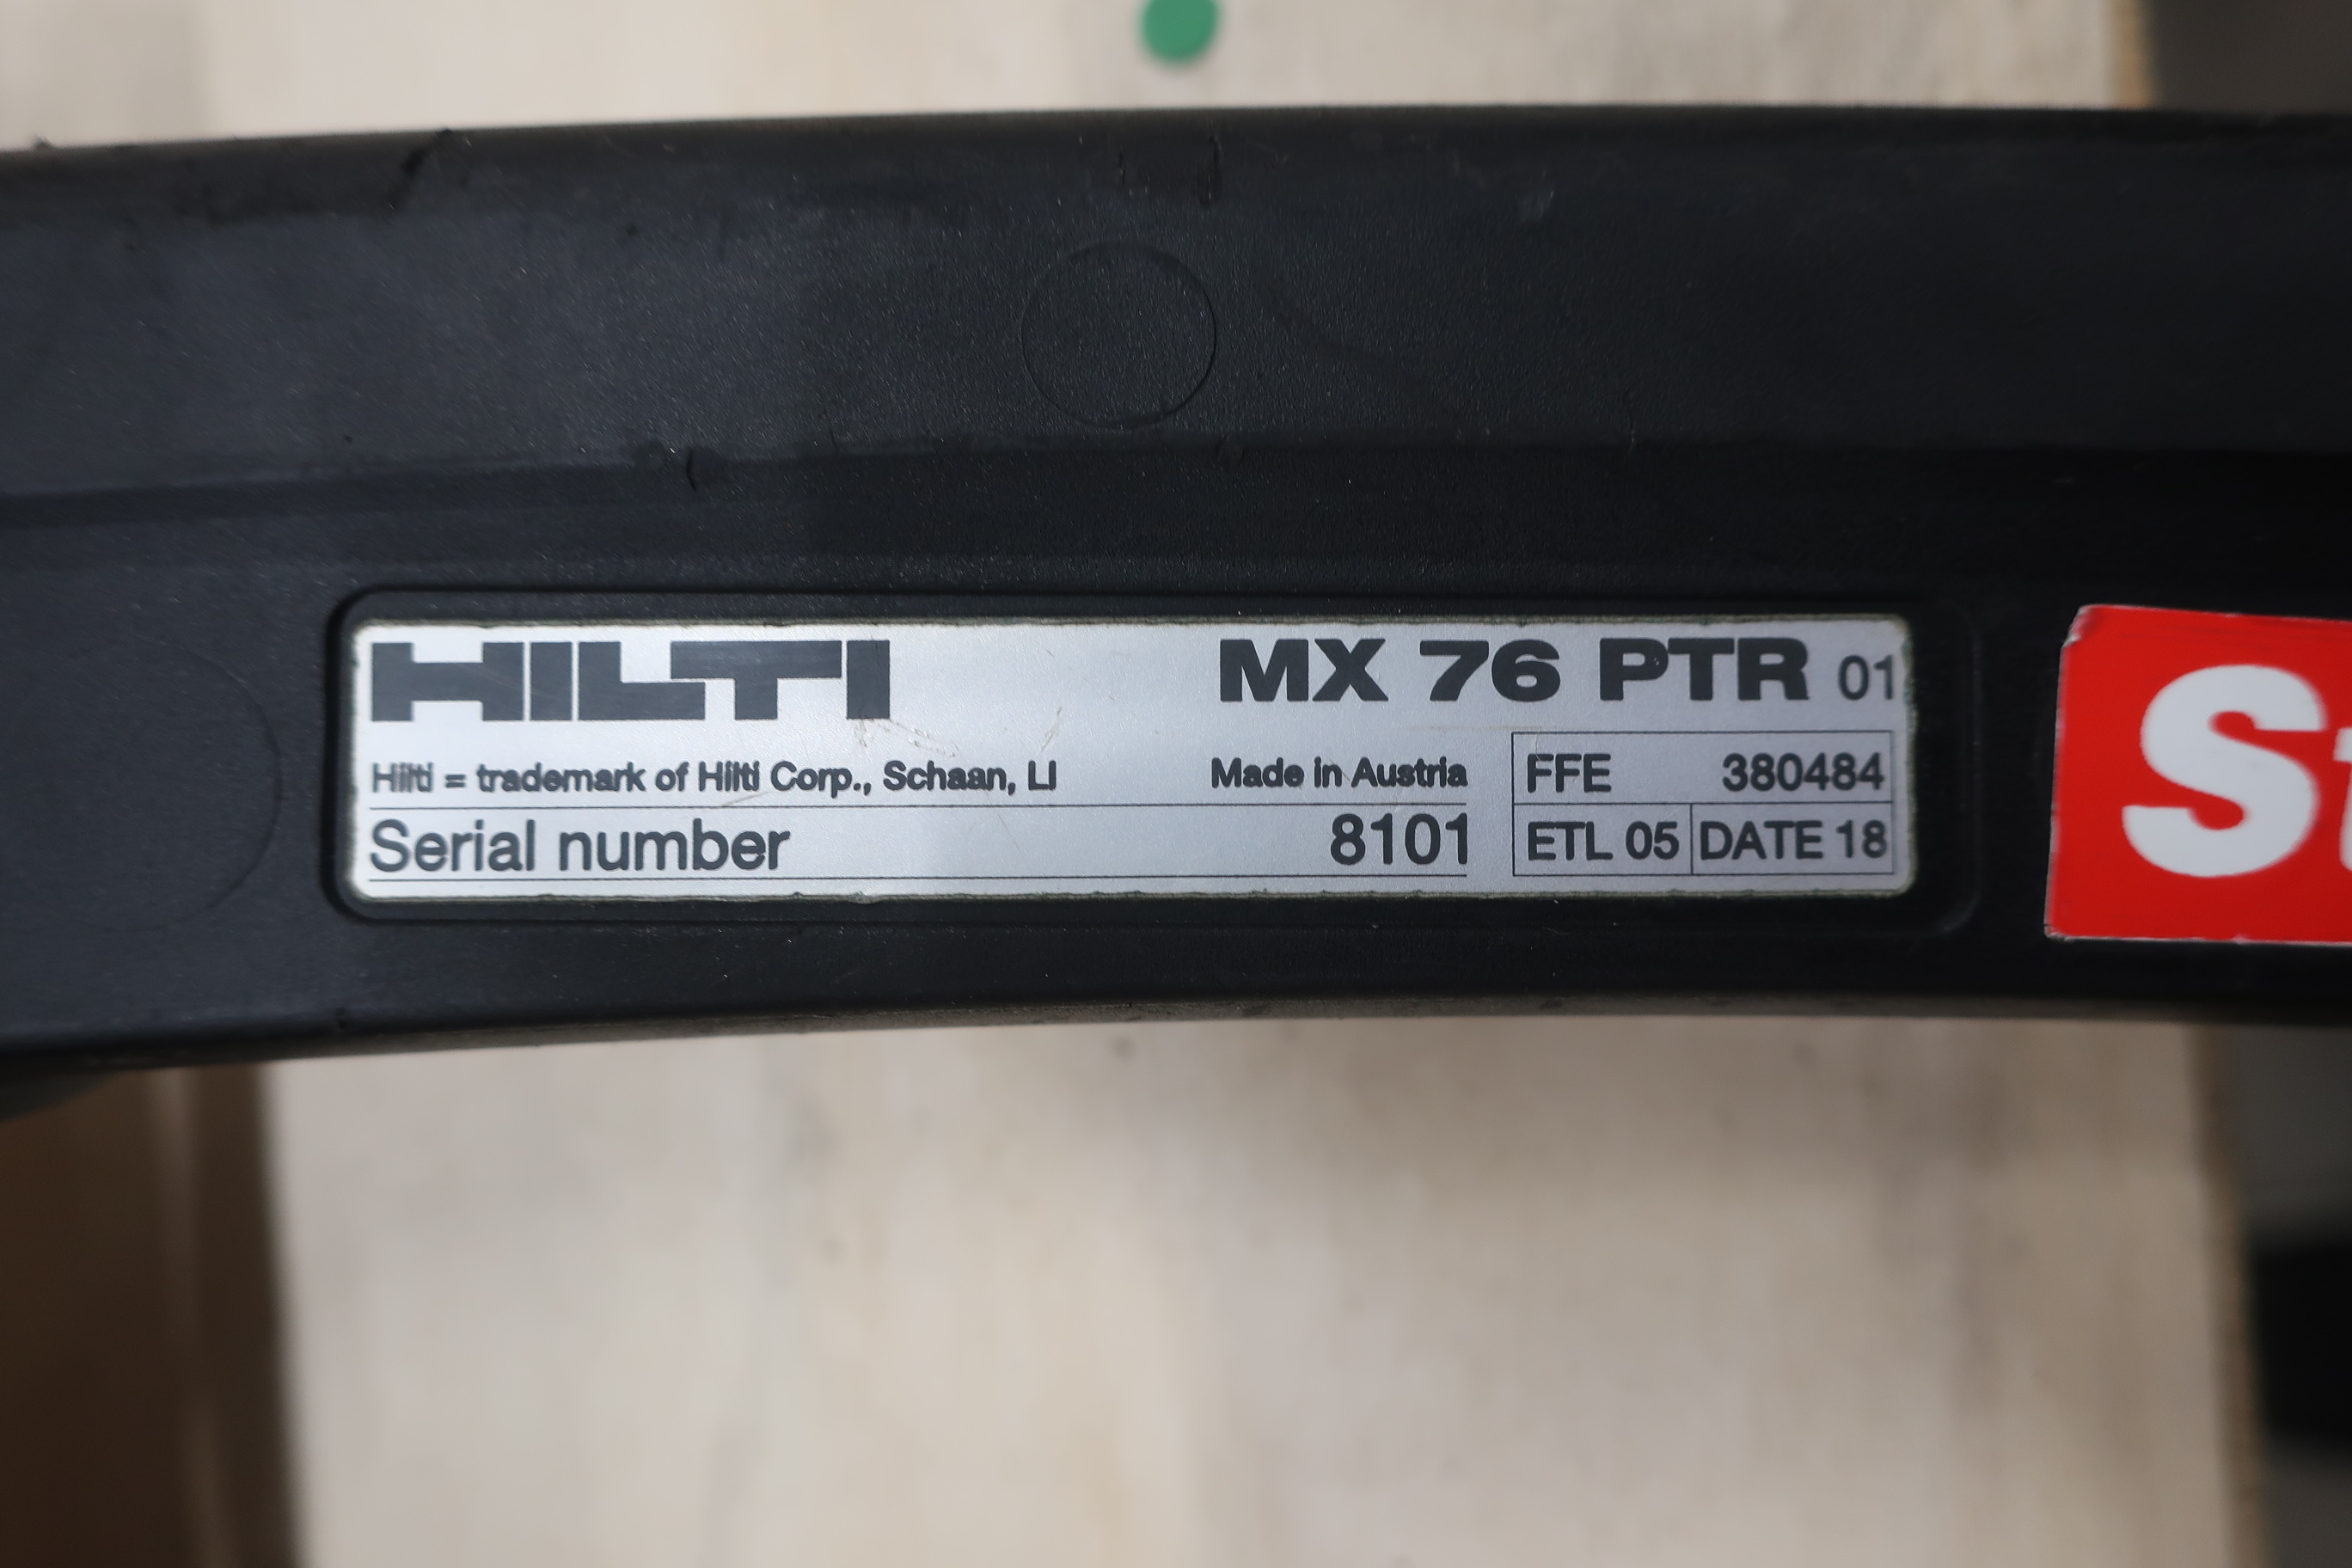 HILTI MX 76 PTR 01
Hilti = trademark of Hilti Corp., Schaan, LI Made in Austria FFE 380484
Serial number 8101 ETL 05 DATE 18